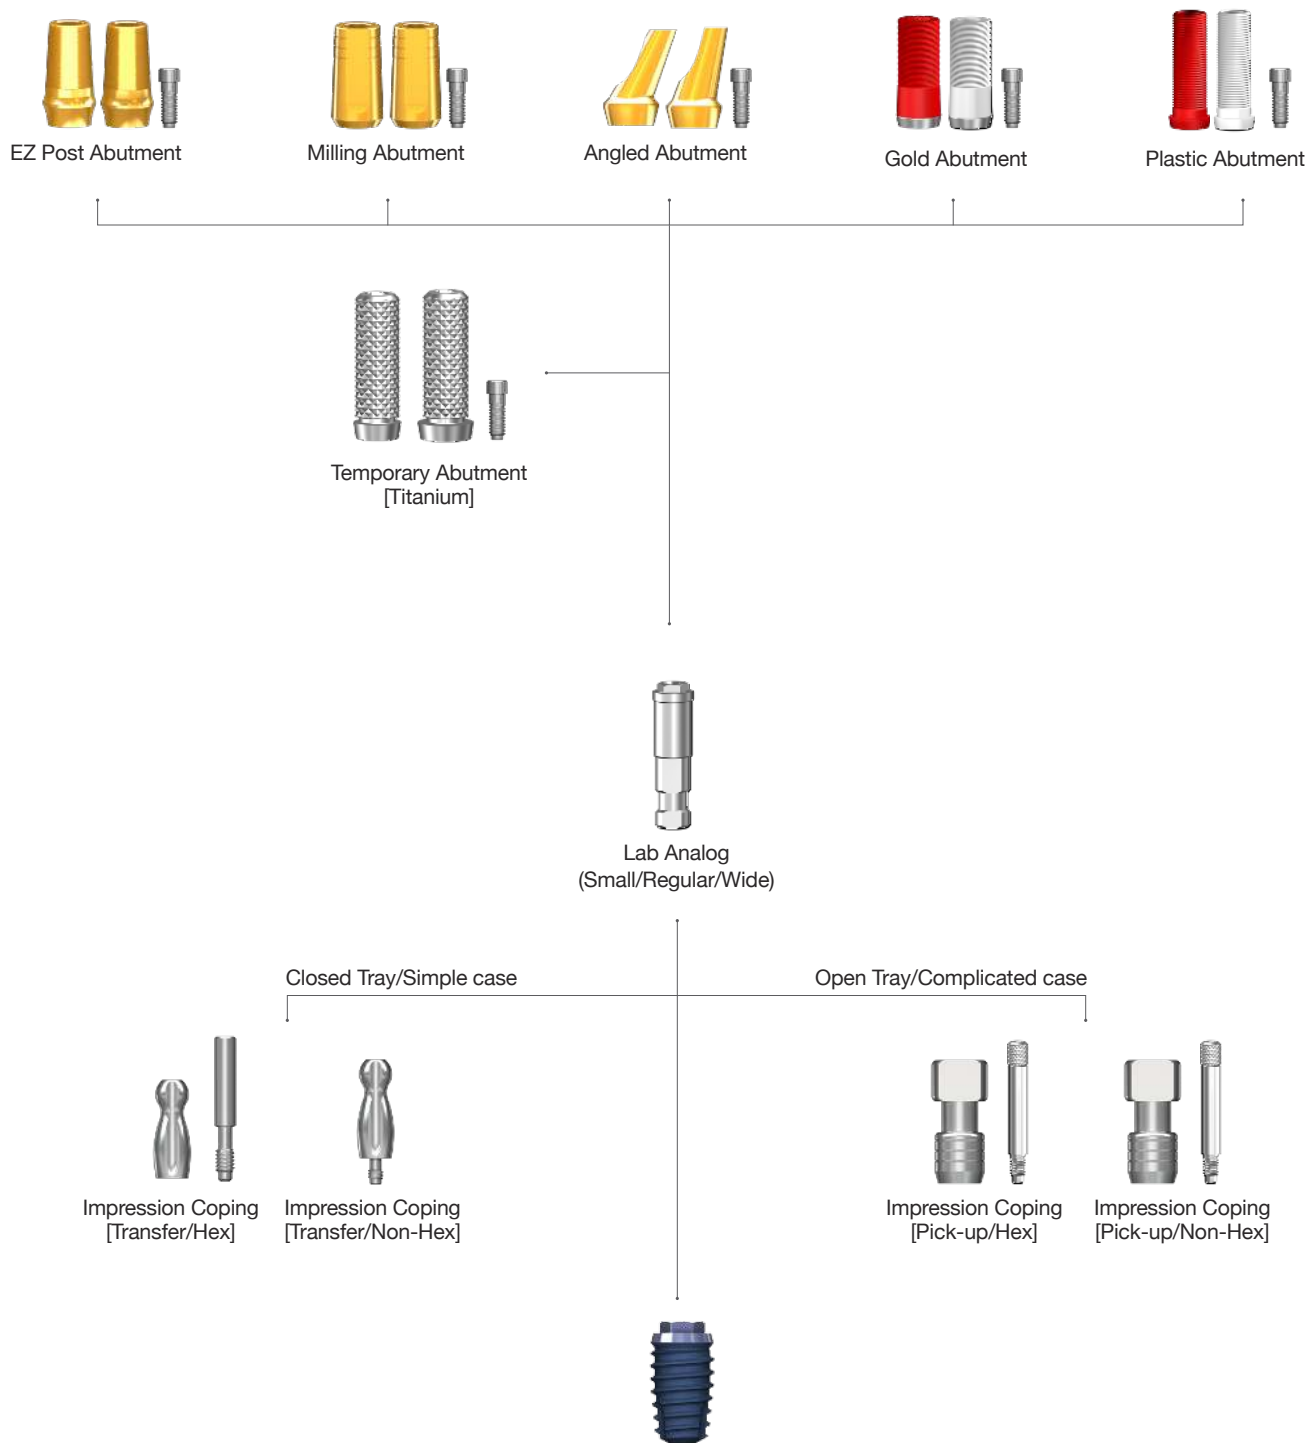 EZ Post Abutment
Milling Abutment
Angled Abutment
Gold Abutment
Plastic Abutment
Temporary Abutment
[Titanium]
Lab Analog
(Small/Regular/Wide)
Closed Tray/Simple case
Open Tray/Complicated case
Impression Coping
[Transfer/Hex]
Impression Coping
[Transfer/Non-Hex]
Impression Coping
[Pick-up/Hex]
Impression Coping
[Pick-up/Non-Hex]